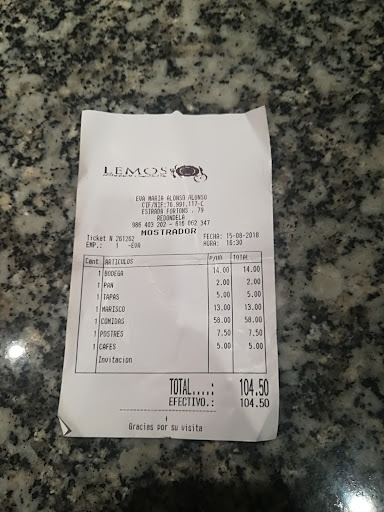 LEMOS
EVA MARIA ALONSO ALONSO
CIF/NIF:76.991.117-C
ESTRADA FORTONS , 79
REDONDELA
986 403 202 - 616 062 347
MOSTRADOR
Ticket N 261262 FECHA: 15-08-2018
EMP.: 1 -EVA HORA: 16:30
Cant. ARTICULOS P/UNI TOTAL
1 BODEGA 14.00 14.00
1 PAN 2.00 2.00
1 TAPAS 5.00 5.00
1 MARISCO 13.00 13.00
1 COMIDAS 58.00 58.00
1 POSTRES 7.50 7.50
1 CAFES 5.00 5.00
Invitacion
TOTAL....: 104.50
EFECTIVO.: 104.50
Gracias por su visita